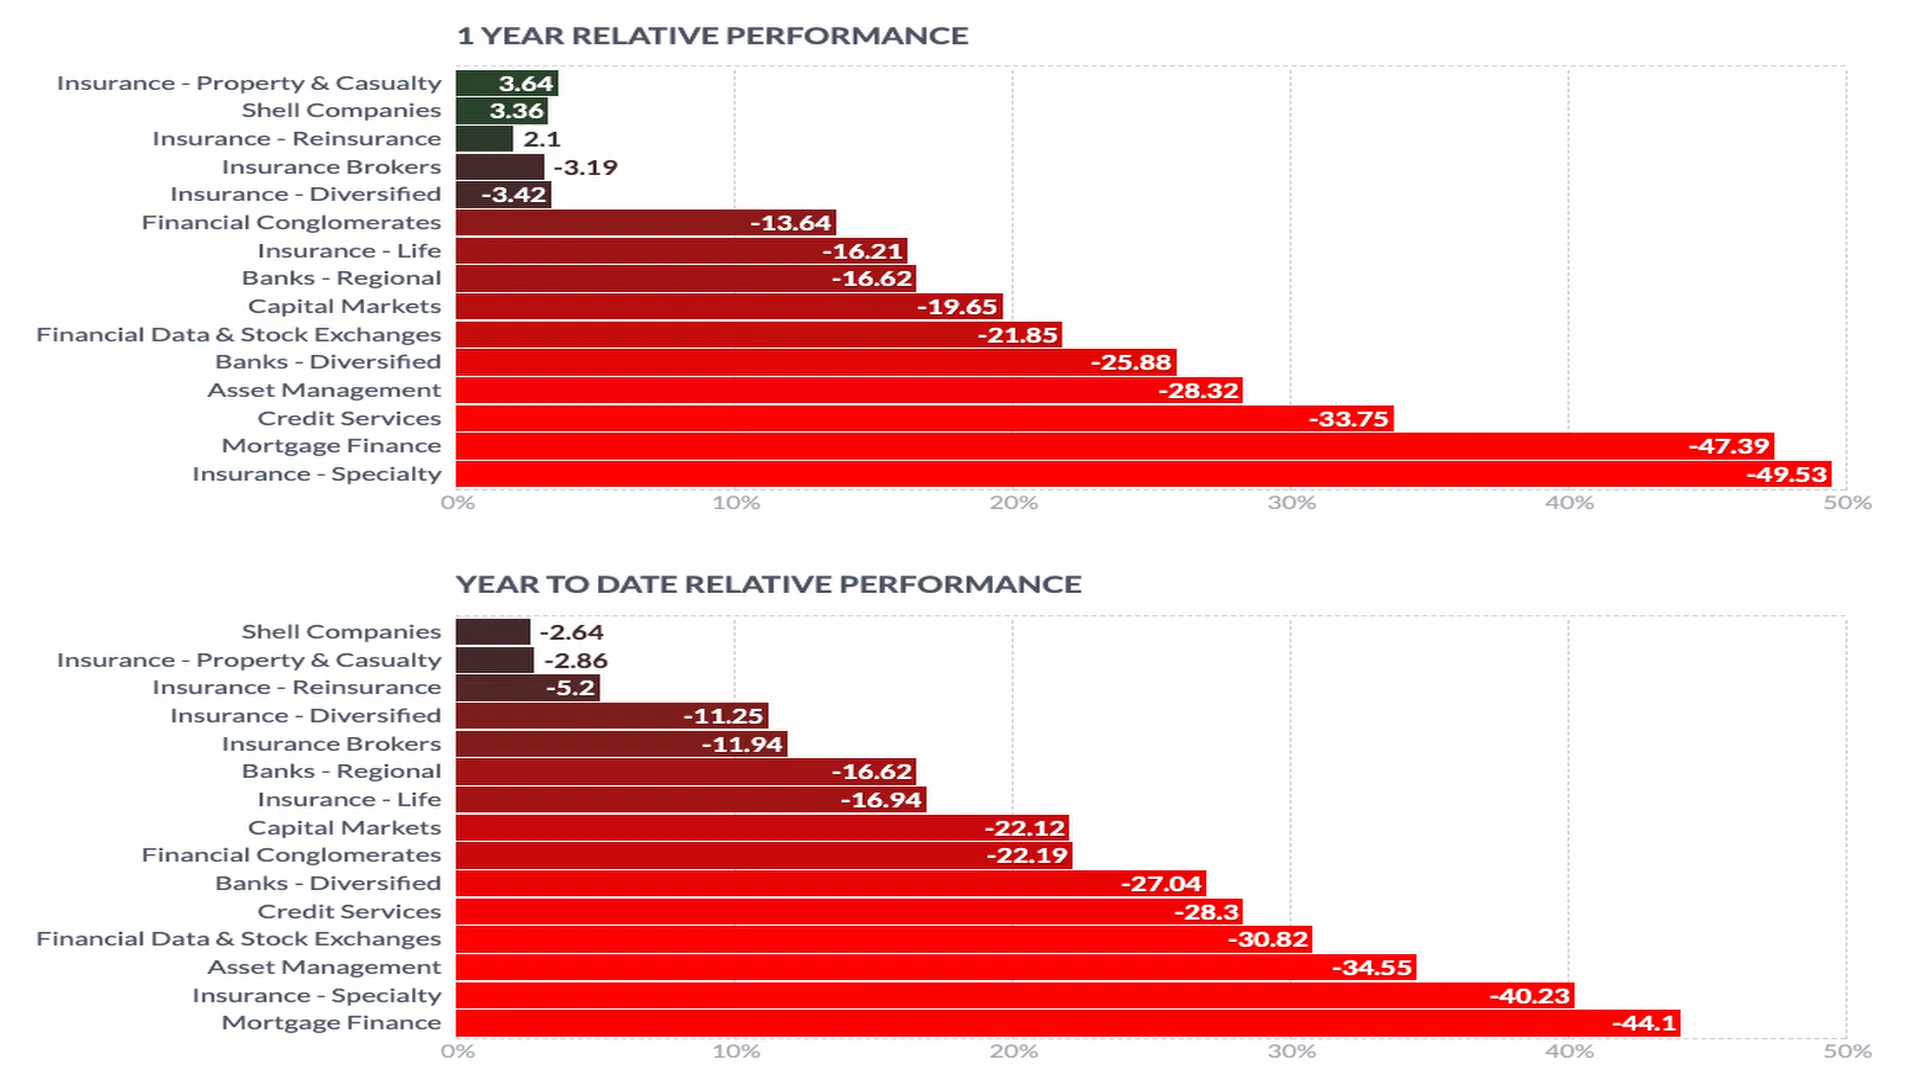 1 YEAR RELATIVE PERFORMANCE
Insurance - Property & Casualty 3.64
Shell Companies 3.36
Insurance - Reinsurance 2.1
Insurance Brokers -3.19
Insurance - Diversified -3.42
Financial Conglomerates -13.64
Insurance - Life -16.21
Banks - Regional -16.62
Capital Markets -19.65
Financial Data & Stock Exchanges -21.85
Banks - Diversified -25.88
Asset Management -28.32
Credit Services -33.75
Mortgage Finance -47.39
Insurance - Specialty -49.53
0% 10% 20% 30% 40% 50%
YEAR TO DATE RELATIVE PERFORMANCE
Shell Companies -2.64
Insurance - Property & Casualty -2.86
Insurance - Reinsurance -5.2
Insurance - Diversified -11.25
Insurance Brokers -11.94
Banks - Regional -16.62
Insurance - Life -16.94
Capital Markets -22.12
Financial Conglomerates -22.19
Banks - Diversified -27.04
Credit Services -28.3
Financial Data & Stock Exchanges -30.82
Asset Management -34.55
Insurance - Specialty -40.23
Mortgage Finance -44.1
0% 10% 20% 30% 40% 50%